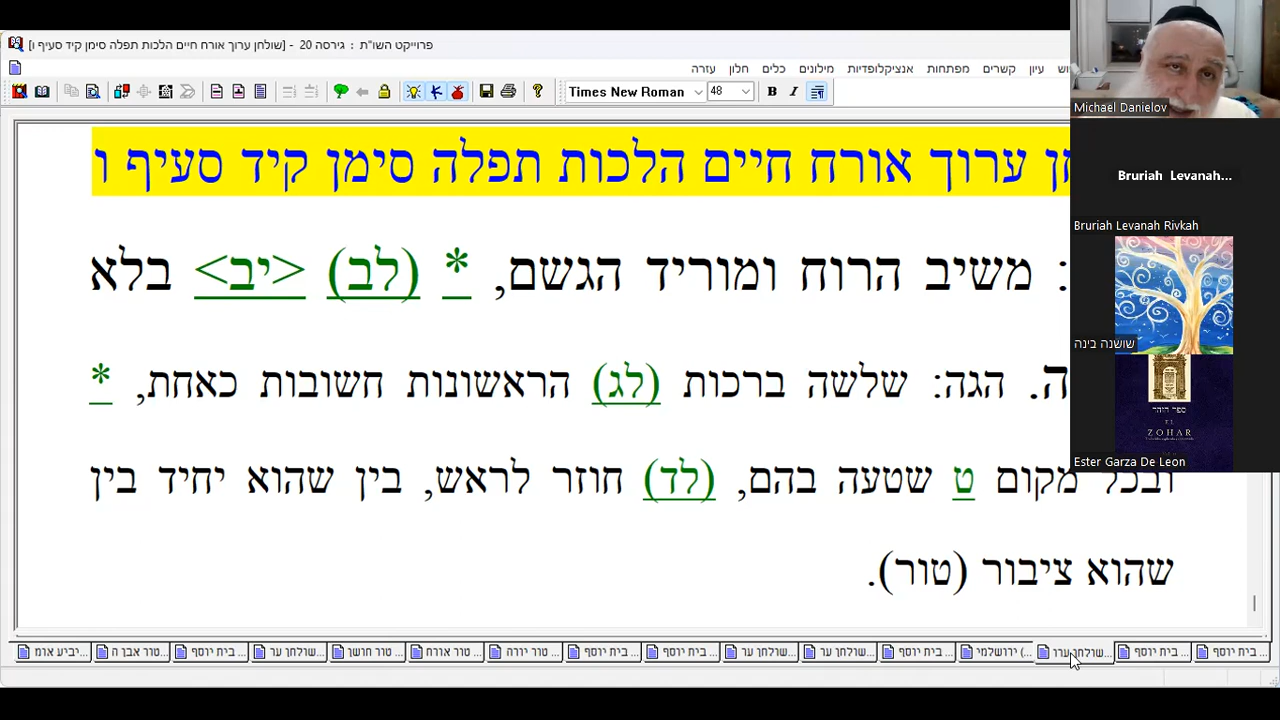 פרוייקט השו"ת : גירסה 20 - [שולחן ערוך אורח חיים הלכות תפלה סימן קיד סעיף ו]
עיון קשרים מפתחות אנציקלופדיות מילונים כלים חלון עזרה
Times New Roman 48 B I
ערוך אורח חיים הלכות תפלה סימן קיד סעיף ו
: משיב הרוח ומוריד הגשם, * (לב) <יב> בלא
הגה: שלשה ברכות (לג) הראשונות חשובות כאחת, *
ובכל מקום ט שטעה בהם, (לד) חוזר לראש, בין שהוא יחיד בין
שהוא ציבור (טור).
Michael Danielov
Bruriah Levanah...
Bruriah Levanah Rivkah
שושנה בינה
ספר הזהר
EL
ZOHAR
Ester Garza De Leon
בית יוסף... בית יוסף... שולחן ערו... ירושלמי (... בית יוסף... שולחן ער... שולחן ער... בית יוסף... בית יוסף... טור יורה... טור אורח... טור חושן... שולחן ער... בית יוסף... טור אבן ה... יביע אומ...